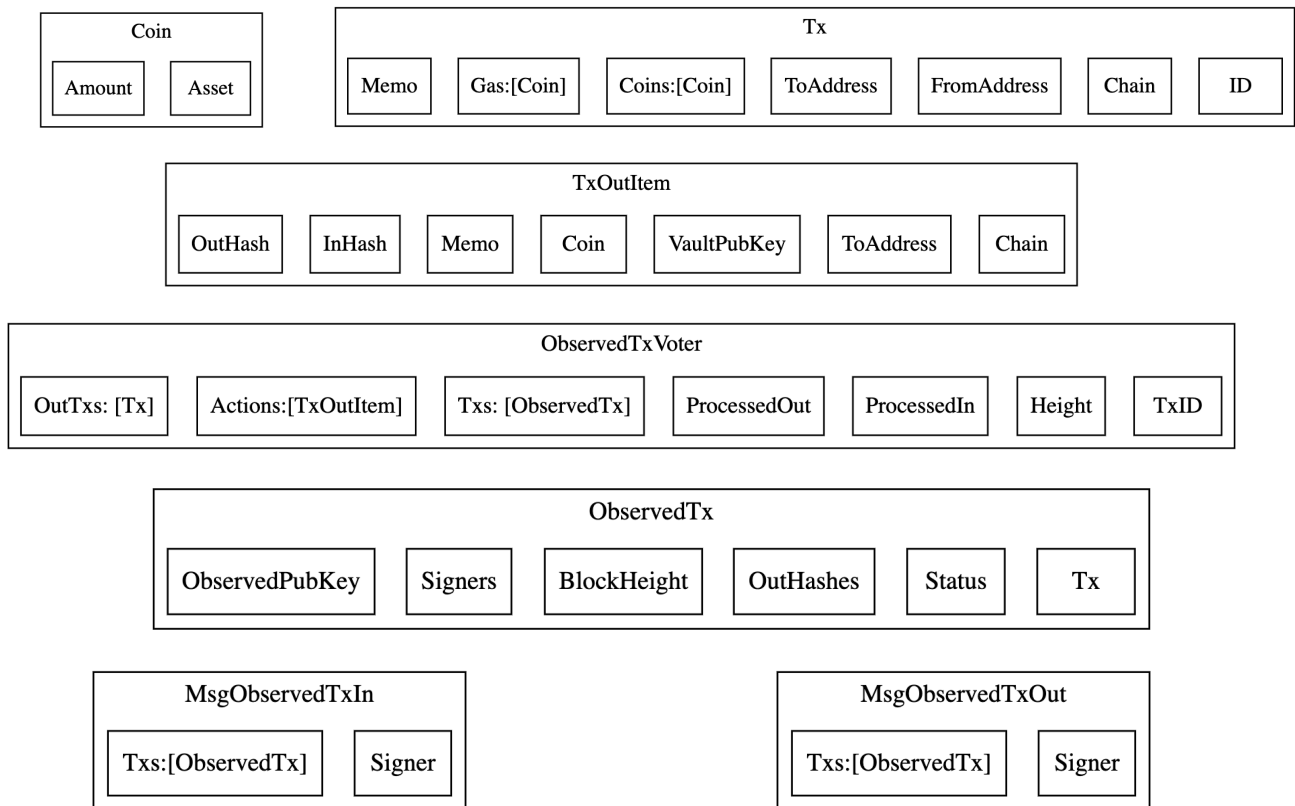 Coin
Amount Asset
Tx
Memo Gas:[Coin] Coins:[Coin] ToAddress FromAddress Chain ID
TxOutItem
OutHash InHash Memo Coin VaultPubKey ToAddress Chain
ObservedTxVoter
OutTxs: [Tx] Actions:[TxOutItem] Txs: [ObservedTx] ProcessedOut ProcessedIn Height TxID
ObservedTx
ObservedPubKey Signers BlockHeight OutHashes Status Tx
MsgObservedTxIn
Txs:[ObservedTx] Signer
MsgObservedTxOut
Txs:[ObservedTx] Signer